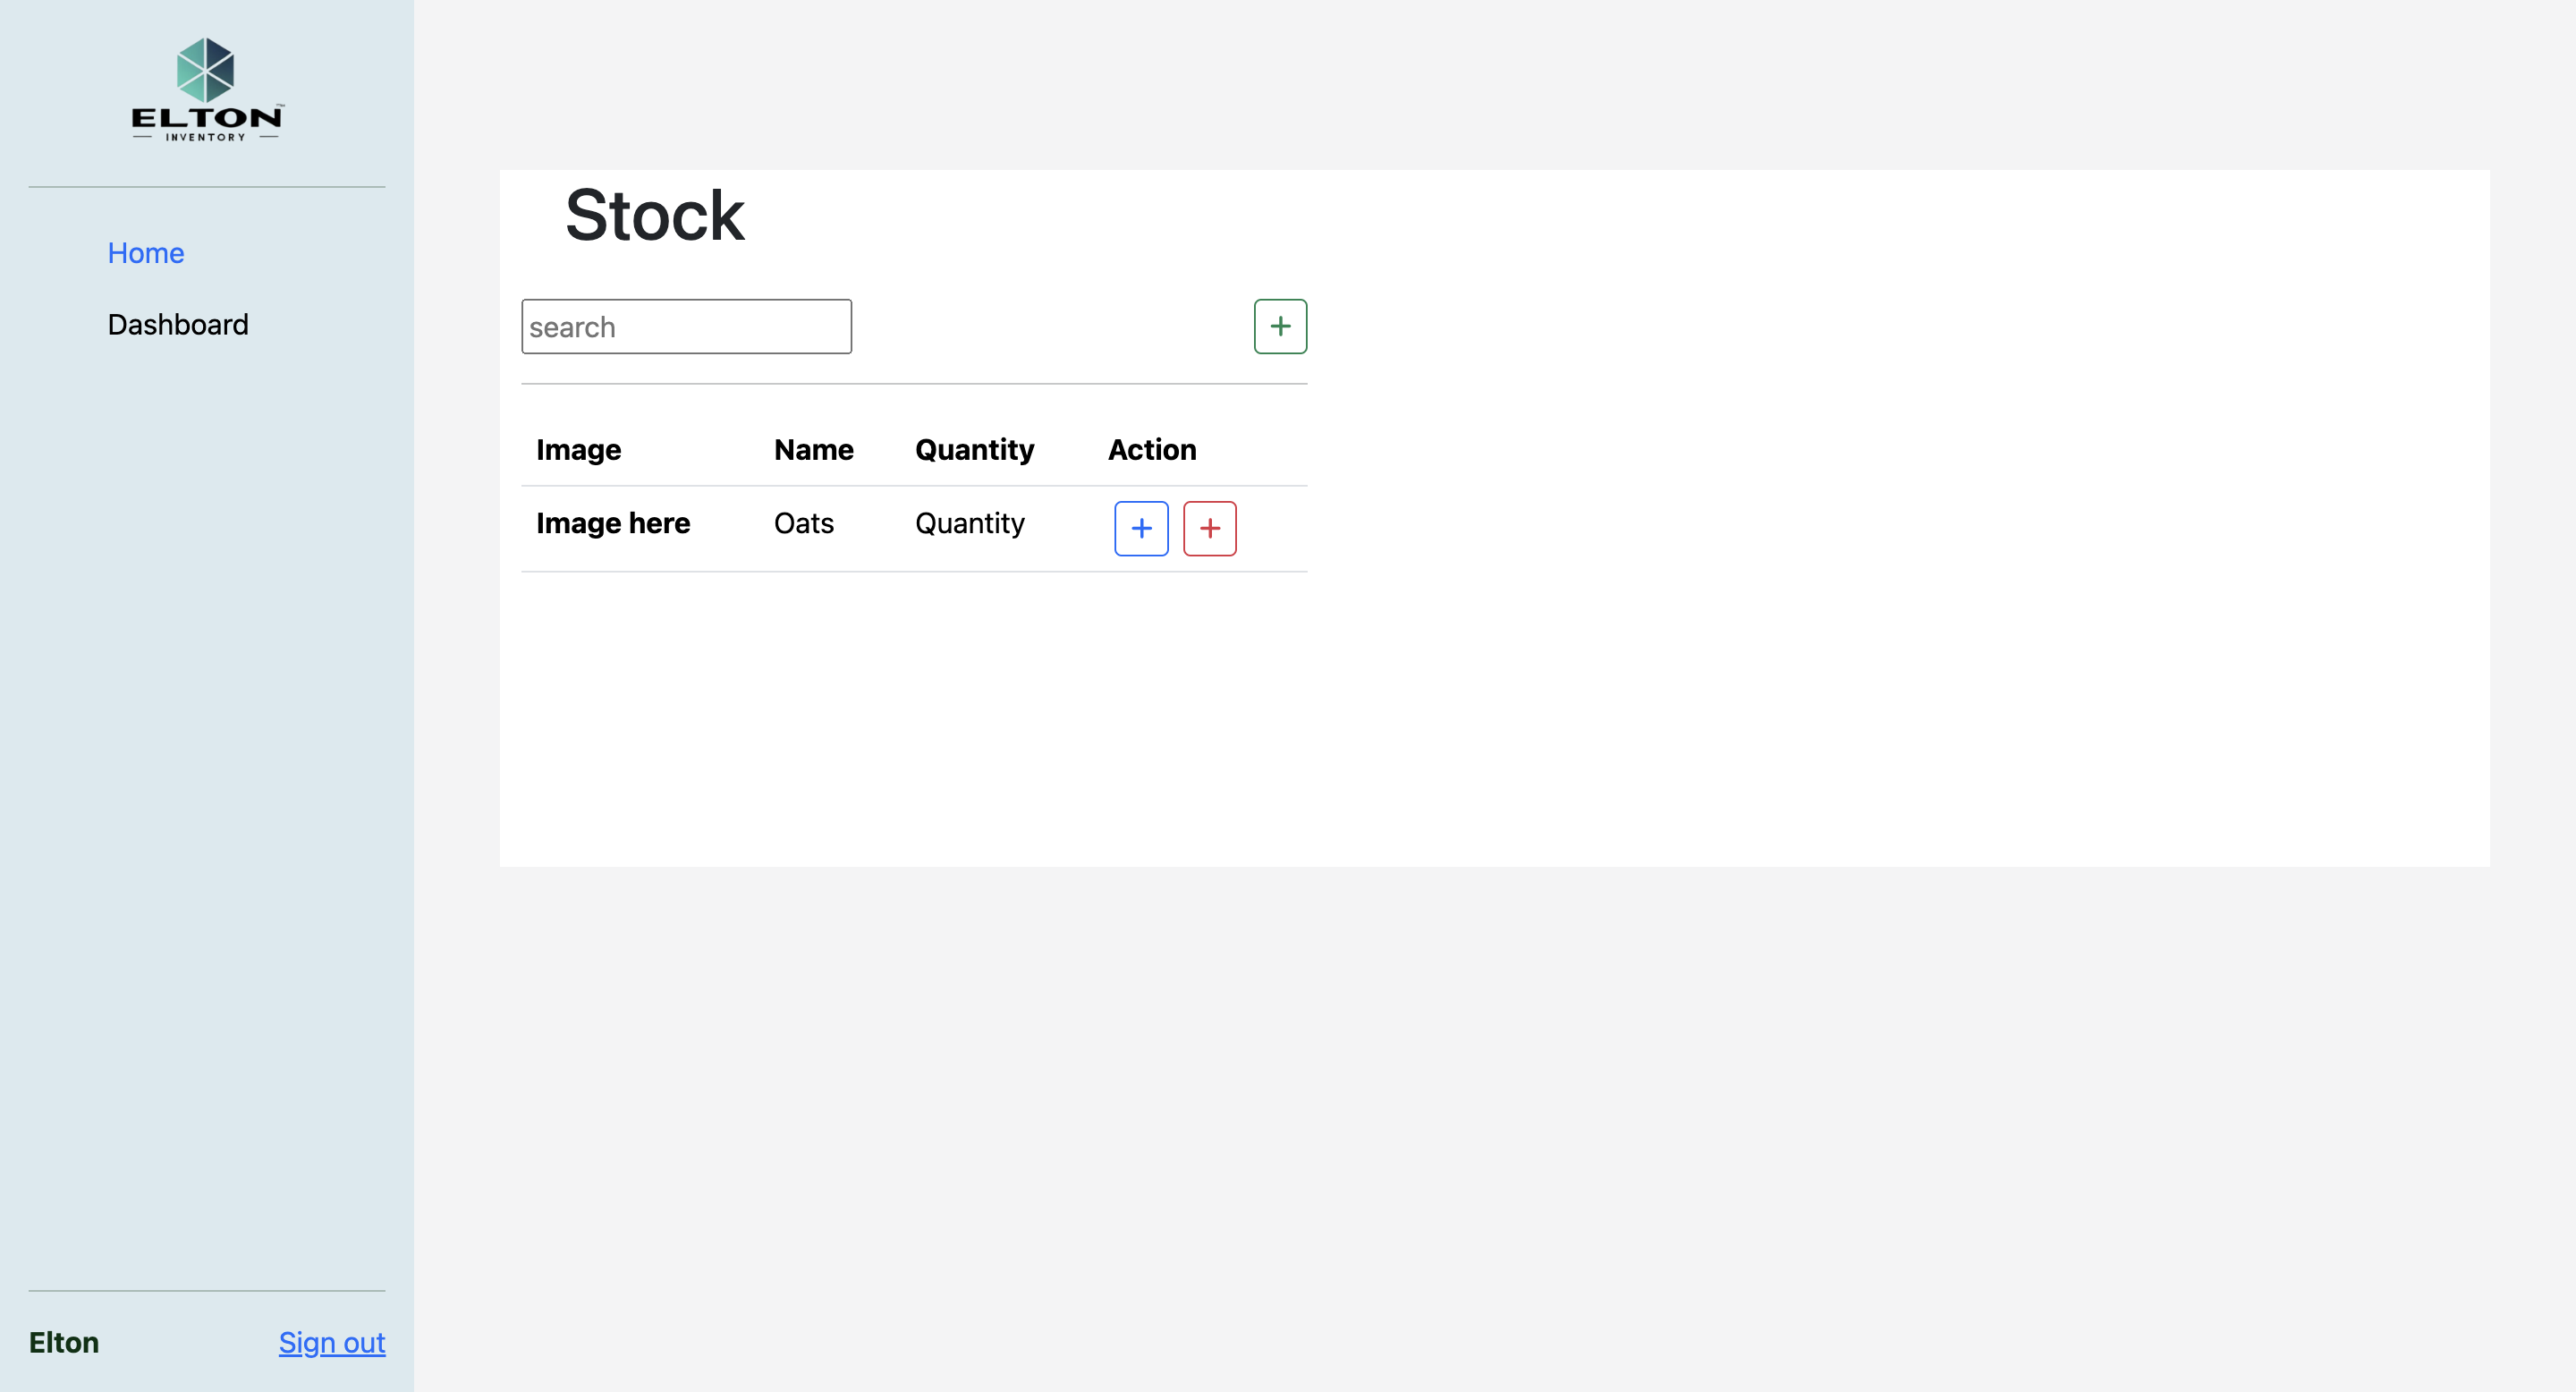 ELTON
INVENTORY
Home
Dashboard
Stock
search
+
Image Name Quantity Action
Image here Oats Quantity + +
Elton Sign out